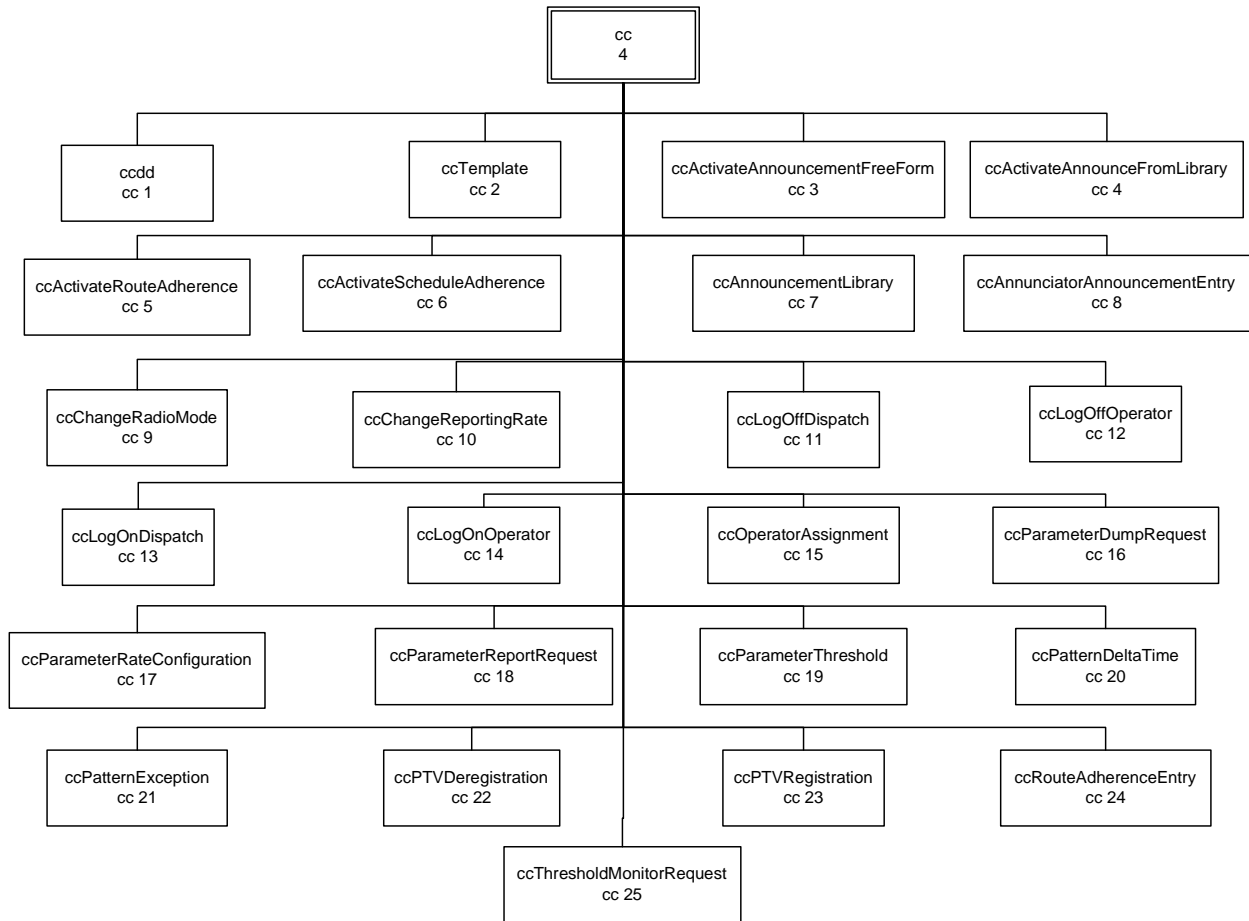 cc
4
ccdd
cc 1
ccTemplate
cc 2
ccActivateAnnouncementFreeForm
cc 3
ccActivateAnnounceFromLibrary
cc 4
ccActivateRouteAdherence
cc 5
ccActivateScheduleAdherence
cc 6
ccAnnouncementLibrary
cc 7
ccAnnunciatorAnnouncementEntry
cc 8
ccChangeRadioMode
cc 9
ccChangeReportingRate
cc 10
ccLogOffDispatch
cc 11
ccLogOffOperator
cc 12
ccLogOnDispatch
cc 13
ccLogOnOperator
cc 14
ccOperatorAssignment
cc 15
ccParameterDumpRequest
cc 16
ccParameterRateConfiguration
cc 17
ccParameterReportRequest
cc 18
ccParameterThreshold
cc 19
ccPatternDeltaTime
cc 20
ccPatternException
cc 21
ccPTVDeregistration
cc 22
ccPTVRegistration
cc 23
ccRouteAdherenceEntry
cc 24
ccThresholdMonitorRequest
cc 25